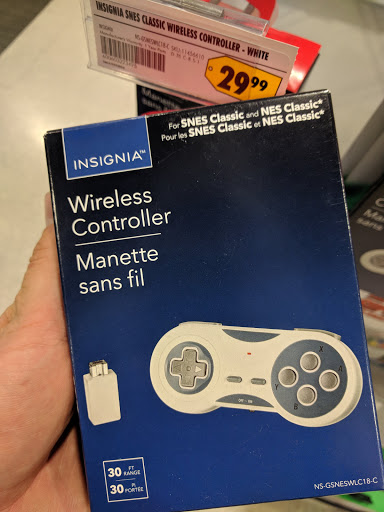 INSIGNIA SNES CLASSIC WIRELESS CONTROLLER - WHITE
29.99
INSIGNIA™
For SNES Classic and NES Classic*
Pour les SNES Classic et NES Classic*
Wireless
Controller
Manette
sans fil
X
Y
A
B
30 FT RANGE
30 PI PORTÉE
NS-GSNESWLC18-C